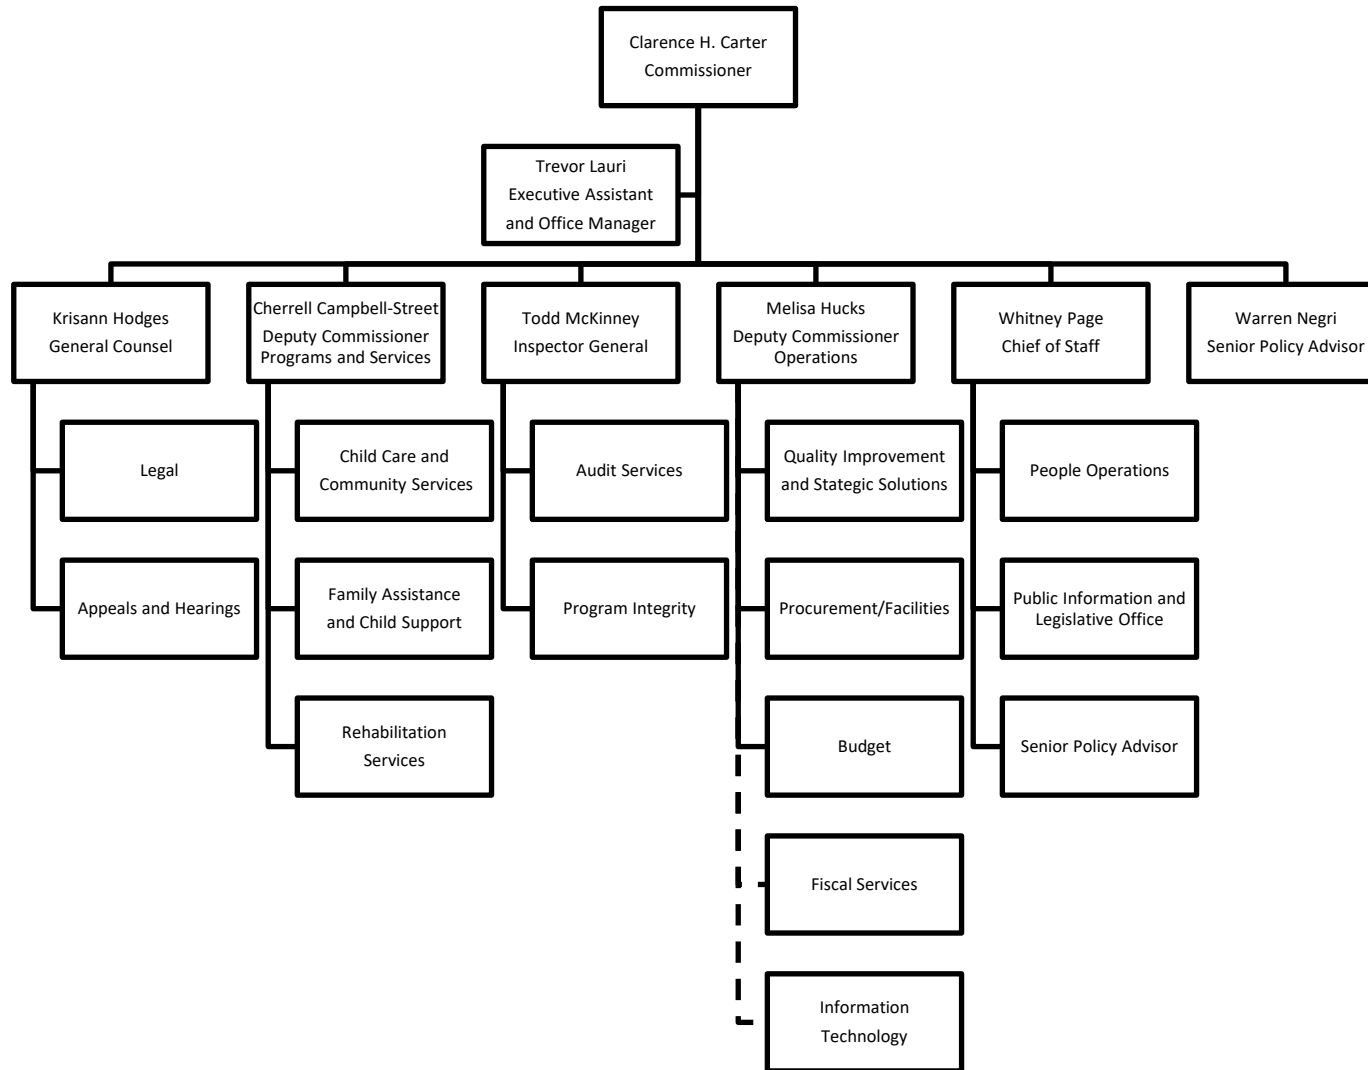 Clarence H. Carter
Commissioner
Trevor Lauri
Executive Assistant
and Office Manager
Krisann Hodges
General Counsel
Cherrell Campbell-Street
Deputy Commissioner
Programs and Services
Todd McKinney
Inspector General
Melisa Hucks
Deputy Commissioner
Operations
Whitney Page
Chief of Staff
Warren Negri
Senior Policy Advisor
Legal
Child Care and
Community Services
Audit Services
Quality Improvement
and Stategic Solutions
People Operations
Appeals and Hearings
Family Assistance
and Child Support
Program Integrity
Procurement/Facilities
Public Information and
Legislative Office
Rehabilitation
Services
Budget
Senior Policy Advisor
Fiscal Services
Information
Technology